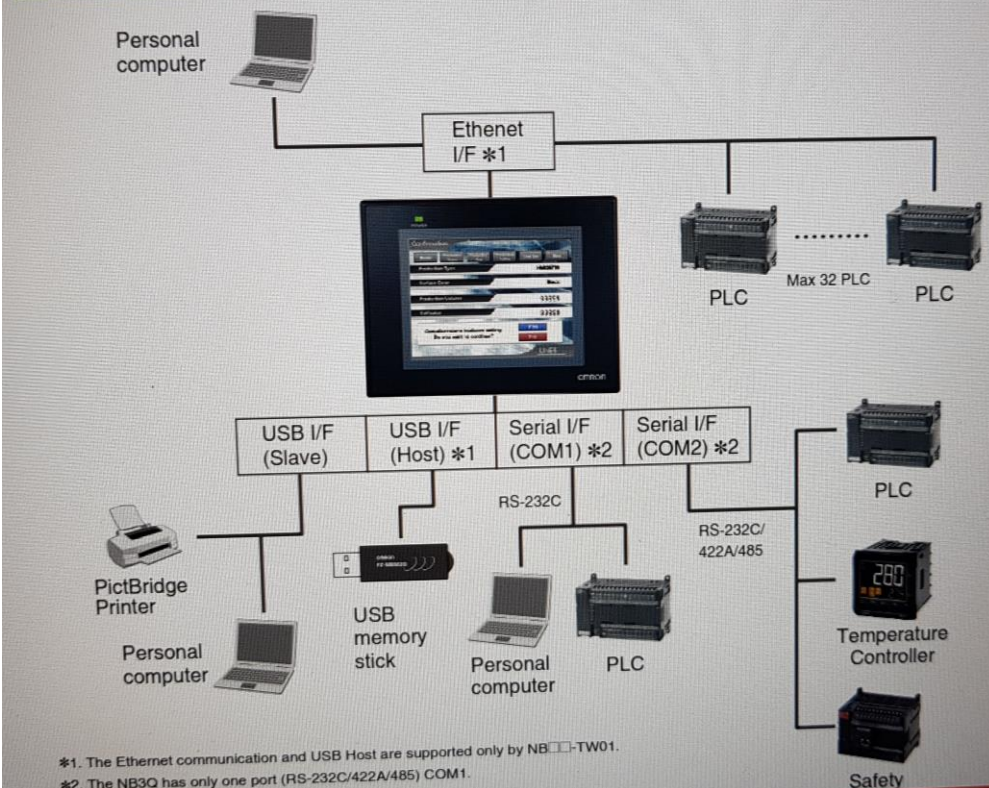 Personal
computer
Ethenet
I/F *1
omron
Max 32 PLC
PLC
PLC
USB I/F
(Slave)
USB I/F
(Host) *1
Serial I/F
(COM1) *2
Serial I/F
(COM2) *2
RS-232C
RS-232C/
422A/485
PLC
280
PictBridge
Printer
Personal
computer
omron
USB
memory
stick
Personal
computer
PLC
Temperature
Controller
Safety
*1. The Ethernet communication and USB Host are supported only by NB□□-TW01.
*2. The NB3Q has only one port (RS-232C/422A/485) COM1.